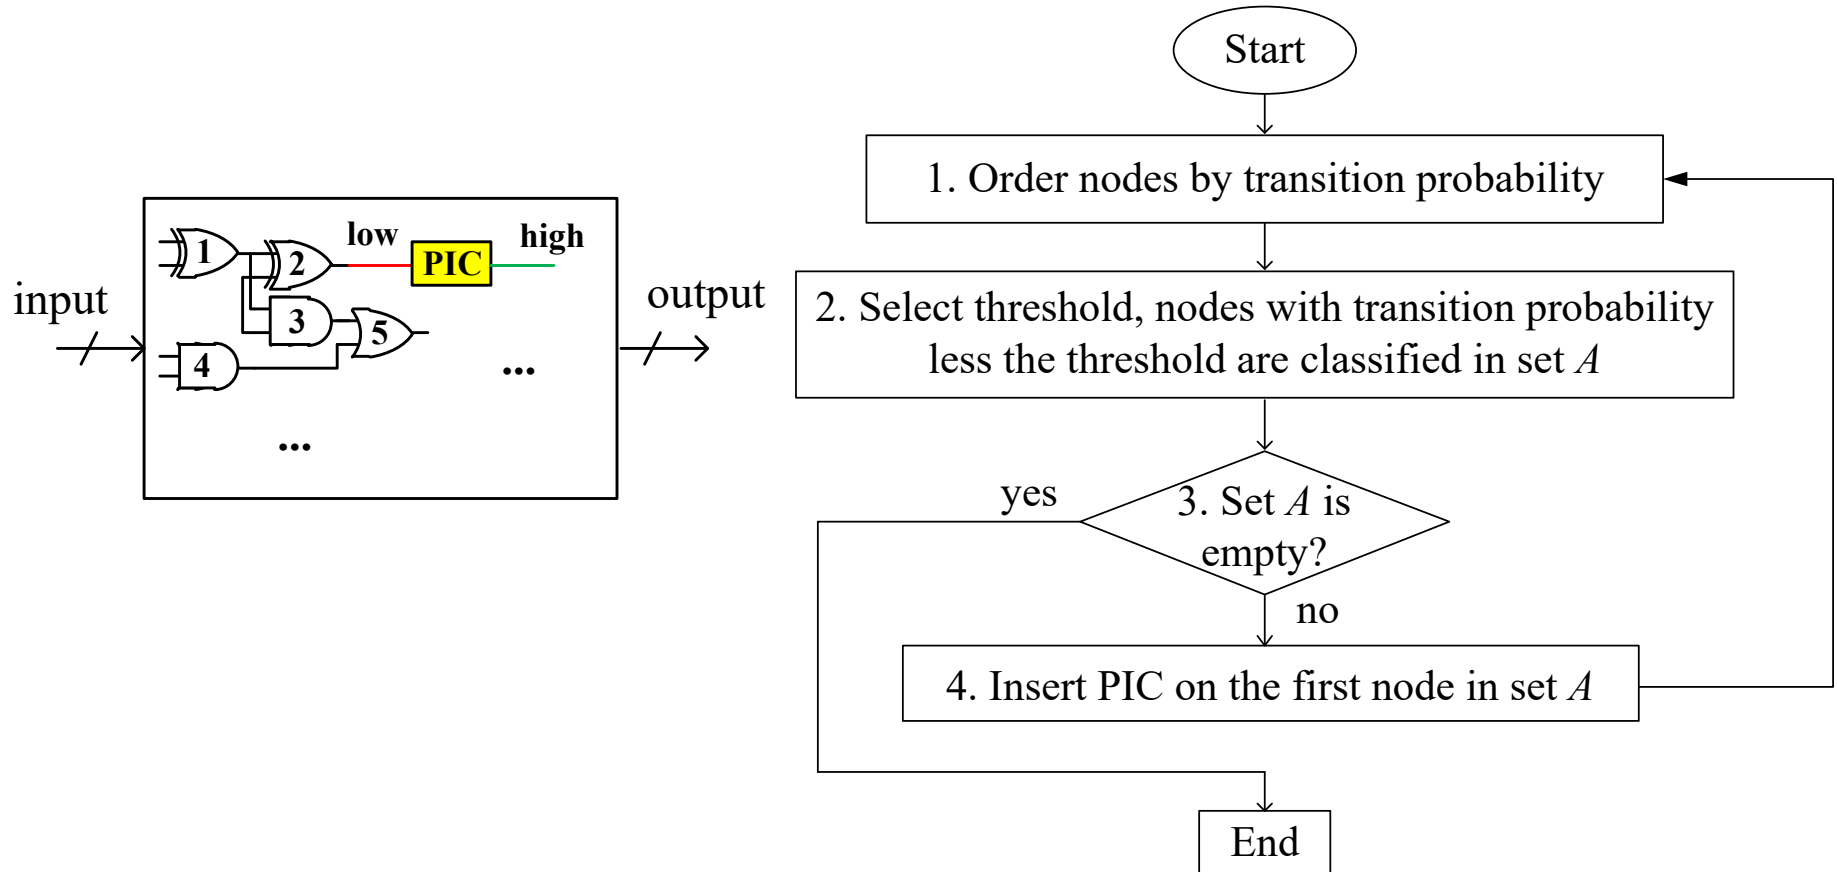 input
1
2
3
4
5
low
PIC
high
...
...
output
Start
1. Order nodes by transition probability
2. Select threshold, nodes with transition probability
less the threshold are classified in set A
3. Set A is
empty?
yes
no
4. Insert PIC on the first node in set A
End